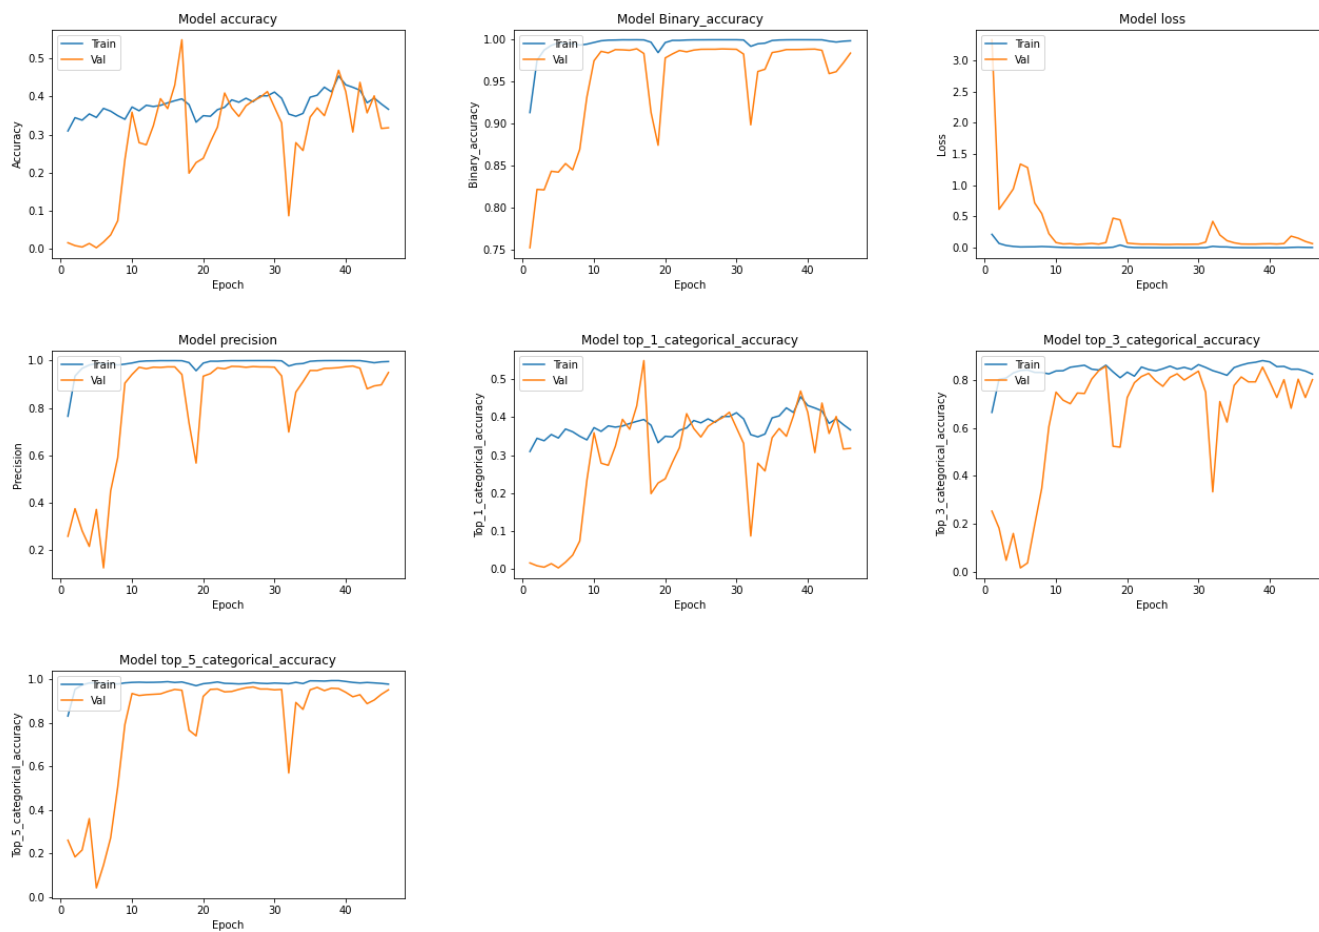 Model accuracy
Train
Val
0.5
0.4
0.3
0.2
0.1
0.0
Accuracy
0 10 20 30 40
Epoch
Model Binary_accuracy
Train
Val
1.00
0.95
0.90
0.85
0.80
0.75
Binary_accuracy
0 10 20 30 40
Epoch
Model loss
Train
Val
3.0
2.5
2.0
1.5
1.0
0.5
0.0
Loss
0 10 20 30 40
Epoch
Model precision
Train
Val
1.0
0.8
0.6
0.4
0.2
Precision
0 10 20 30 40
Epoch
Model top_1_categorical_accuracy
Train
Val
0.5
0.4
0.3
0.2
0.1
0.0
Top_1_categorical_accuracy
0 10 20 30 40
Epoch
Model top_3_categorical_accuracy
Train
Val
0.8
0.6
0.4
0.2
0.0
Top_3_categorical_accuracy
0 10 20 30 40
Epoch
Model top_5_categorical_accuracy
Train
Val
1.0
0.8
0.6
0.4
0.2
0.0
Top_5_categorical_accuracy
0 10 20 30 40
Epoch